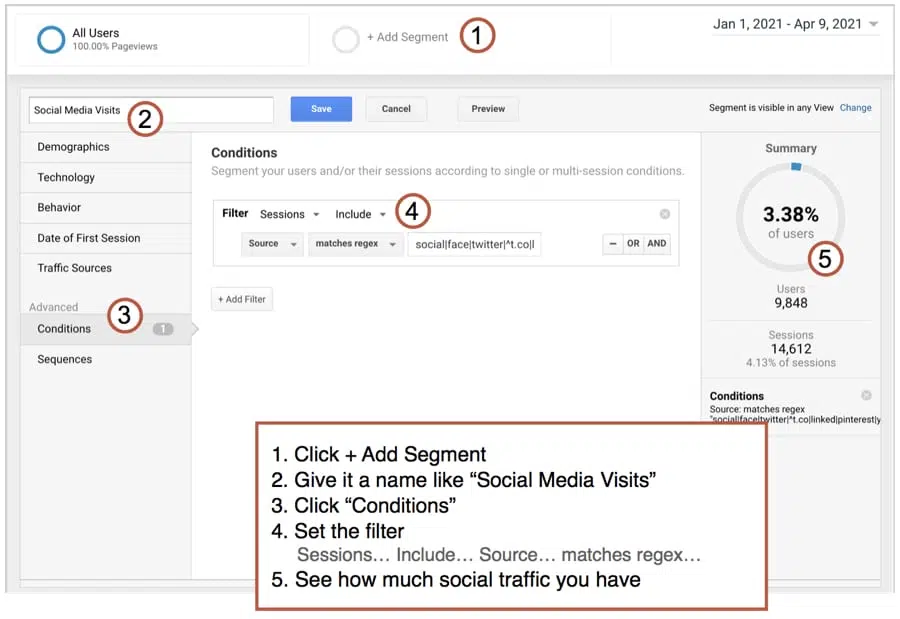 All Users
100.00% Pageviews
+ Add Segment
1
Jan 1, 2021 - Apr 9, 2021
Social Media Visits
2
Save
Cancel
Preview
Segment is visible in any View Change
Demographics
Technology
Behavior
Date of First Session
Traffic Sources
Advanced
3
Conditions
1
Sequences
Conditions
Segment your users and/or their sessions according to single or multi-session conditions.
Filter Sessions Include
4
Source matches regex social|face|twitter|^t.co|l
− OR AND
+ Add Filter
Summary
3.38%
of users
5
Users
9,848
Sessions
14,612
4.13% of sessions
Conditions
Source: matches regex
"social|face|twitter|^t.co|linked|pinterest|y
1. Click + Add Segment
2. Give it a name like “Social Media Visits”
3. Click “Conditions”
4. Set the filter
Sessions… Include… Source… matches regex…
5. See how much social traffic you have